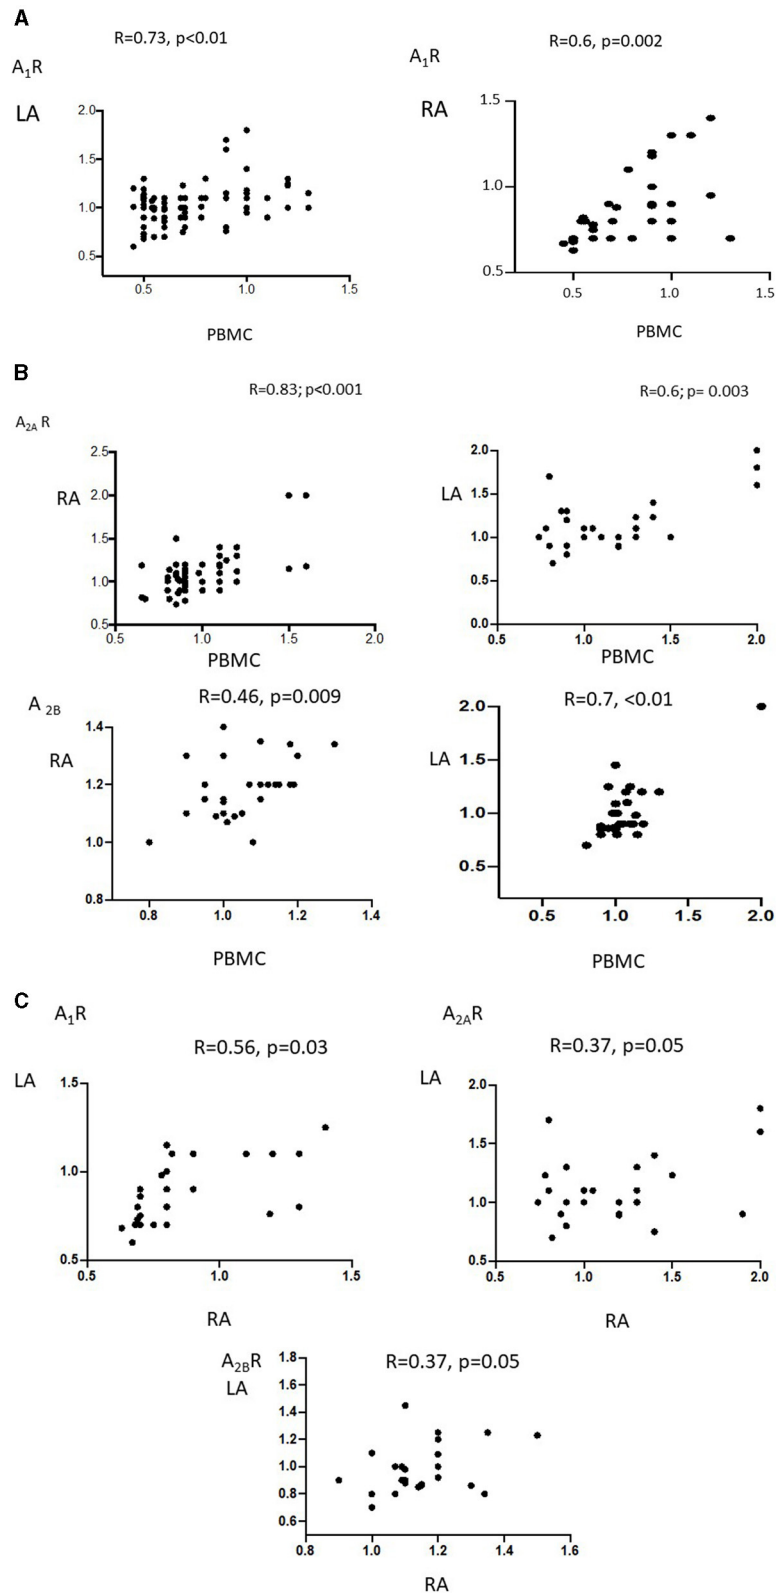 A
R=0.73, p<0.01
A1R
LA
2.0
1.5
1.0
0.5
0.5 1.0 1.5
PBMC
R=0.6, p=0.002
A1R
RA
1.5
1.0
0.5
0.5 1.0 1.5
PBMC
B
R=0.83; p<0.001
A2A R
RA
2.5
2.0
1.5
1.0
0.5
0.5 1.0 1.5 2.0
PBMC
R=0.6; p= 0.003
LA
2.0
1.5
1.0
0.5
0.0
0.5 1.0 1.5 2.0
PBMC
A 2B
R=0.46, p=0.009
RA
1.4
1.2
1.0
0.8
0.8 1.0 1.2 1.4
PBMC
R=0.7, <0.01
LA
2.0
1.5
1.0
0.5
0.5 1.0 1.5 2.0
PBMC
C
A1R
R=0.56, p=0.03
LA
1.5
1.0
0.5
0.5 1.0 1.5
RA
A2AR
R=0.37, p=0.05
LA
2.0
1.5
1.0
0.5
0.5 1.0 1.5 2.0
RA
A2BR
LA
R=0.37, p=0.05
1.8
1.6
1.4
1.2
1.0
0.8
0.6
0.8 1.0 1.2 1.4 1.6
RA